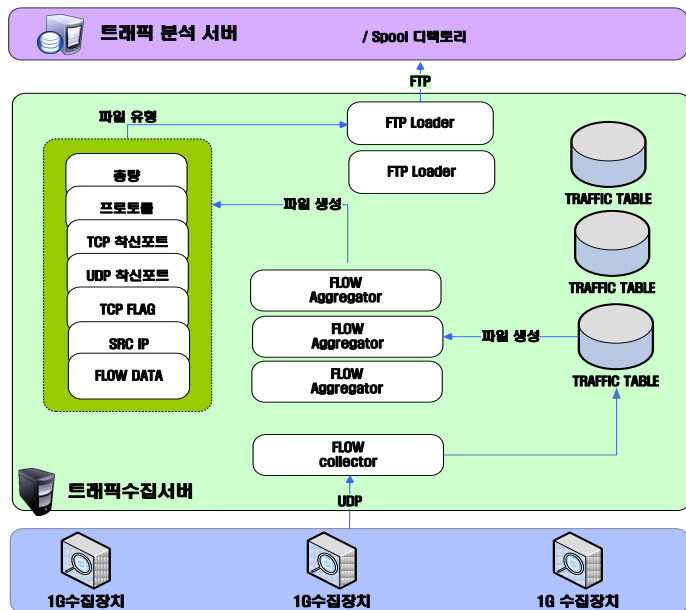 트래픽 분석 서버
/ Spool 디렉토리
FTP
파일 유형
FTP Loader
FTP Loader
총량
프로토콜
TCP 착신포트
UDP 착신포트
TCP FLAG
SRC IP
FLOW DATA
파일 생성
TRAFFIC TABLE
TRAFFIC TABLE
TRAFFIC TABLE
FLOW
Aggregator
FLOW
Aggregator
파일 생성
FLOW
Aggregator
FLOW
collector
트래픽수집서버
UDP
1G수집장치
1G수집장치
1G 수집장치